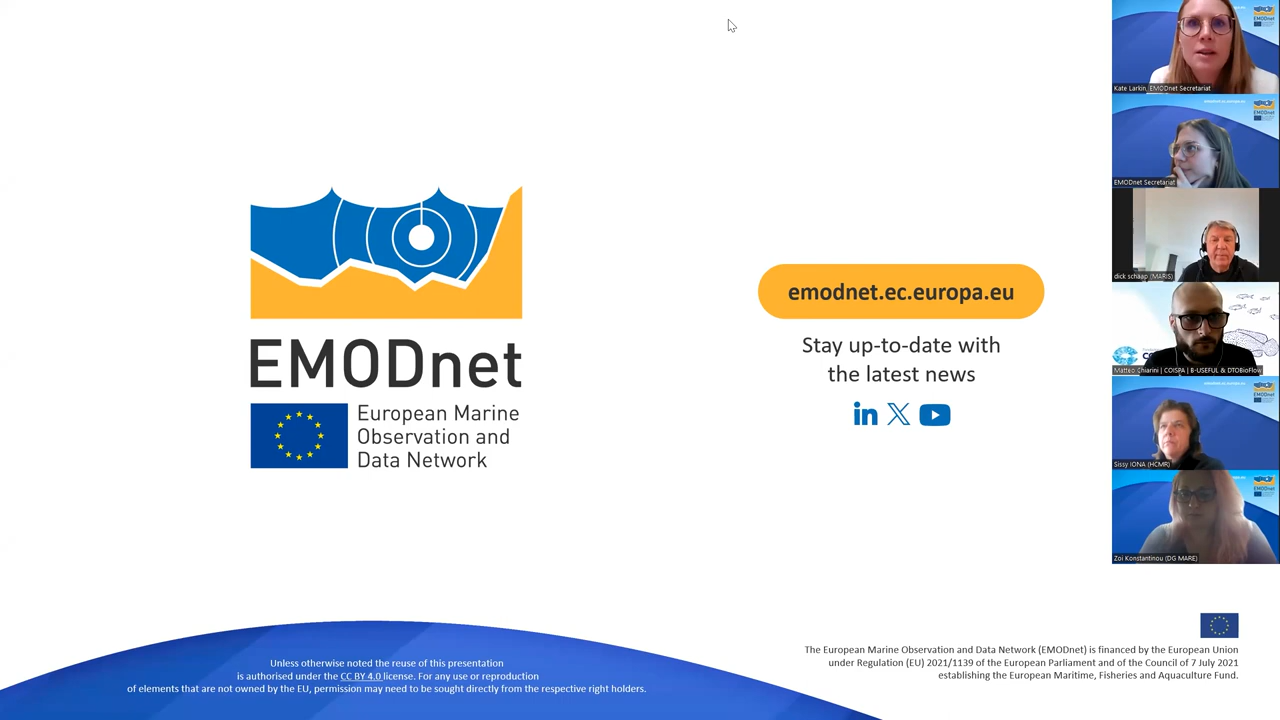 EMODnet
European Marine
Observation and
Data Network
emodnet.ec.europa.eu
Stay up-to-date with
the latest news
in
Unless otherwise noted the reuse of this presentation
is authorised under the CC BY 4.0 license. For any use or reproduction
of elements that are not owned by the EU, permission may need to be sought directly from the respective right holders.
The European Marine Observation and Data Network (EMODnet) is financed by the European Union
under Regulation (EU) 2021/1139 of the European Parliament and of the Council of 7 July 2021
establishing the European Maritime, Fisheries and Aquaculture Fund.
Kate Larkin, EMODnet Secretariat
EMODnet Secretariat
dick schaap (MARIS)
Matteo Chiarini | COISPA | B-USEFUL & DTOBioFlow
Sissy IONA (HCMR)
Zoi Konstantinou (DG MARE)